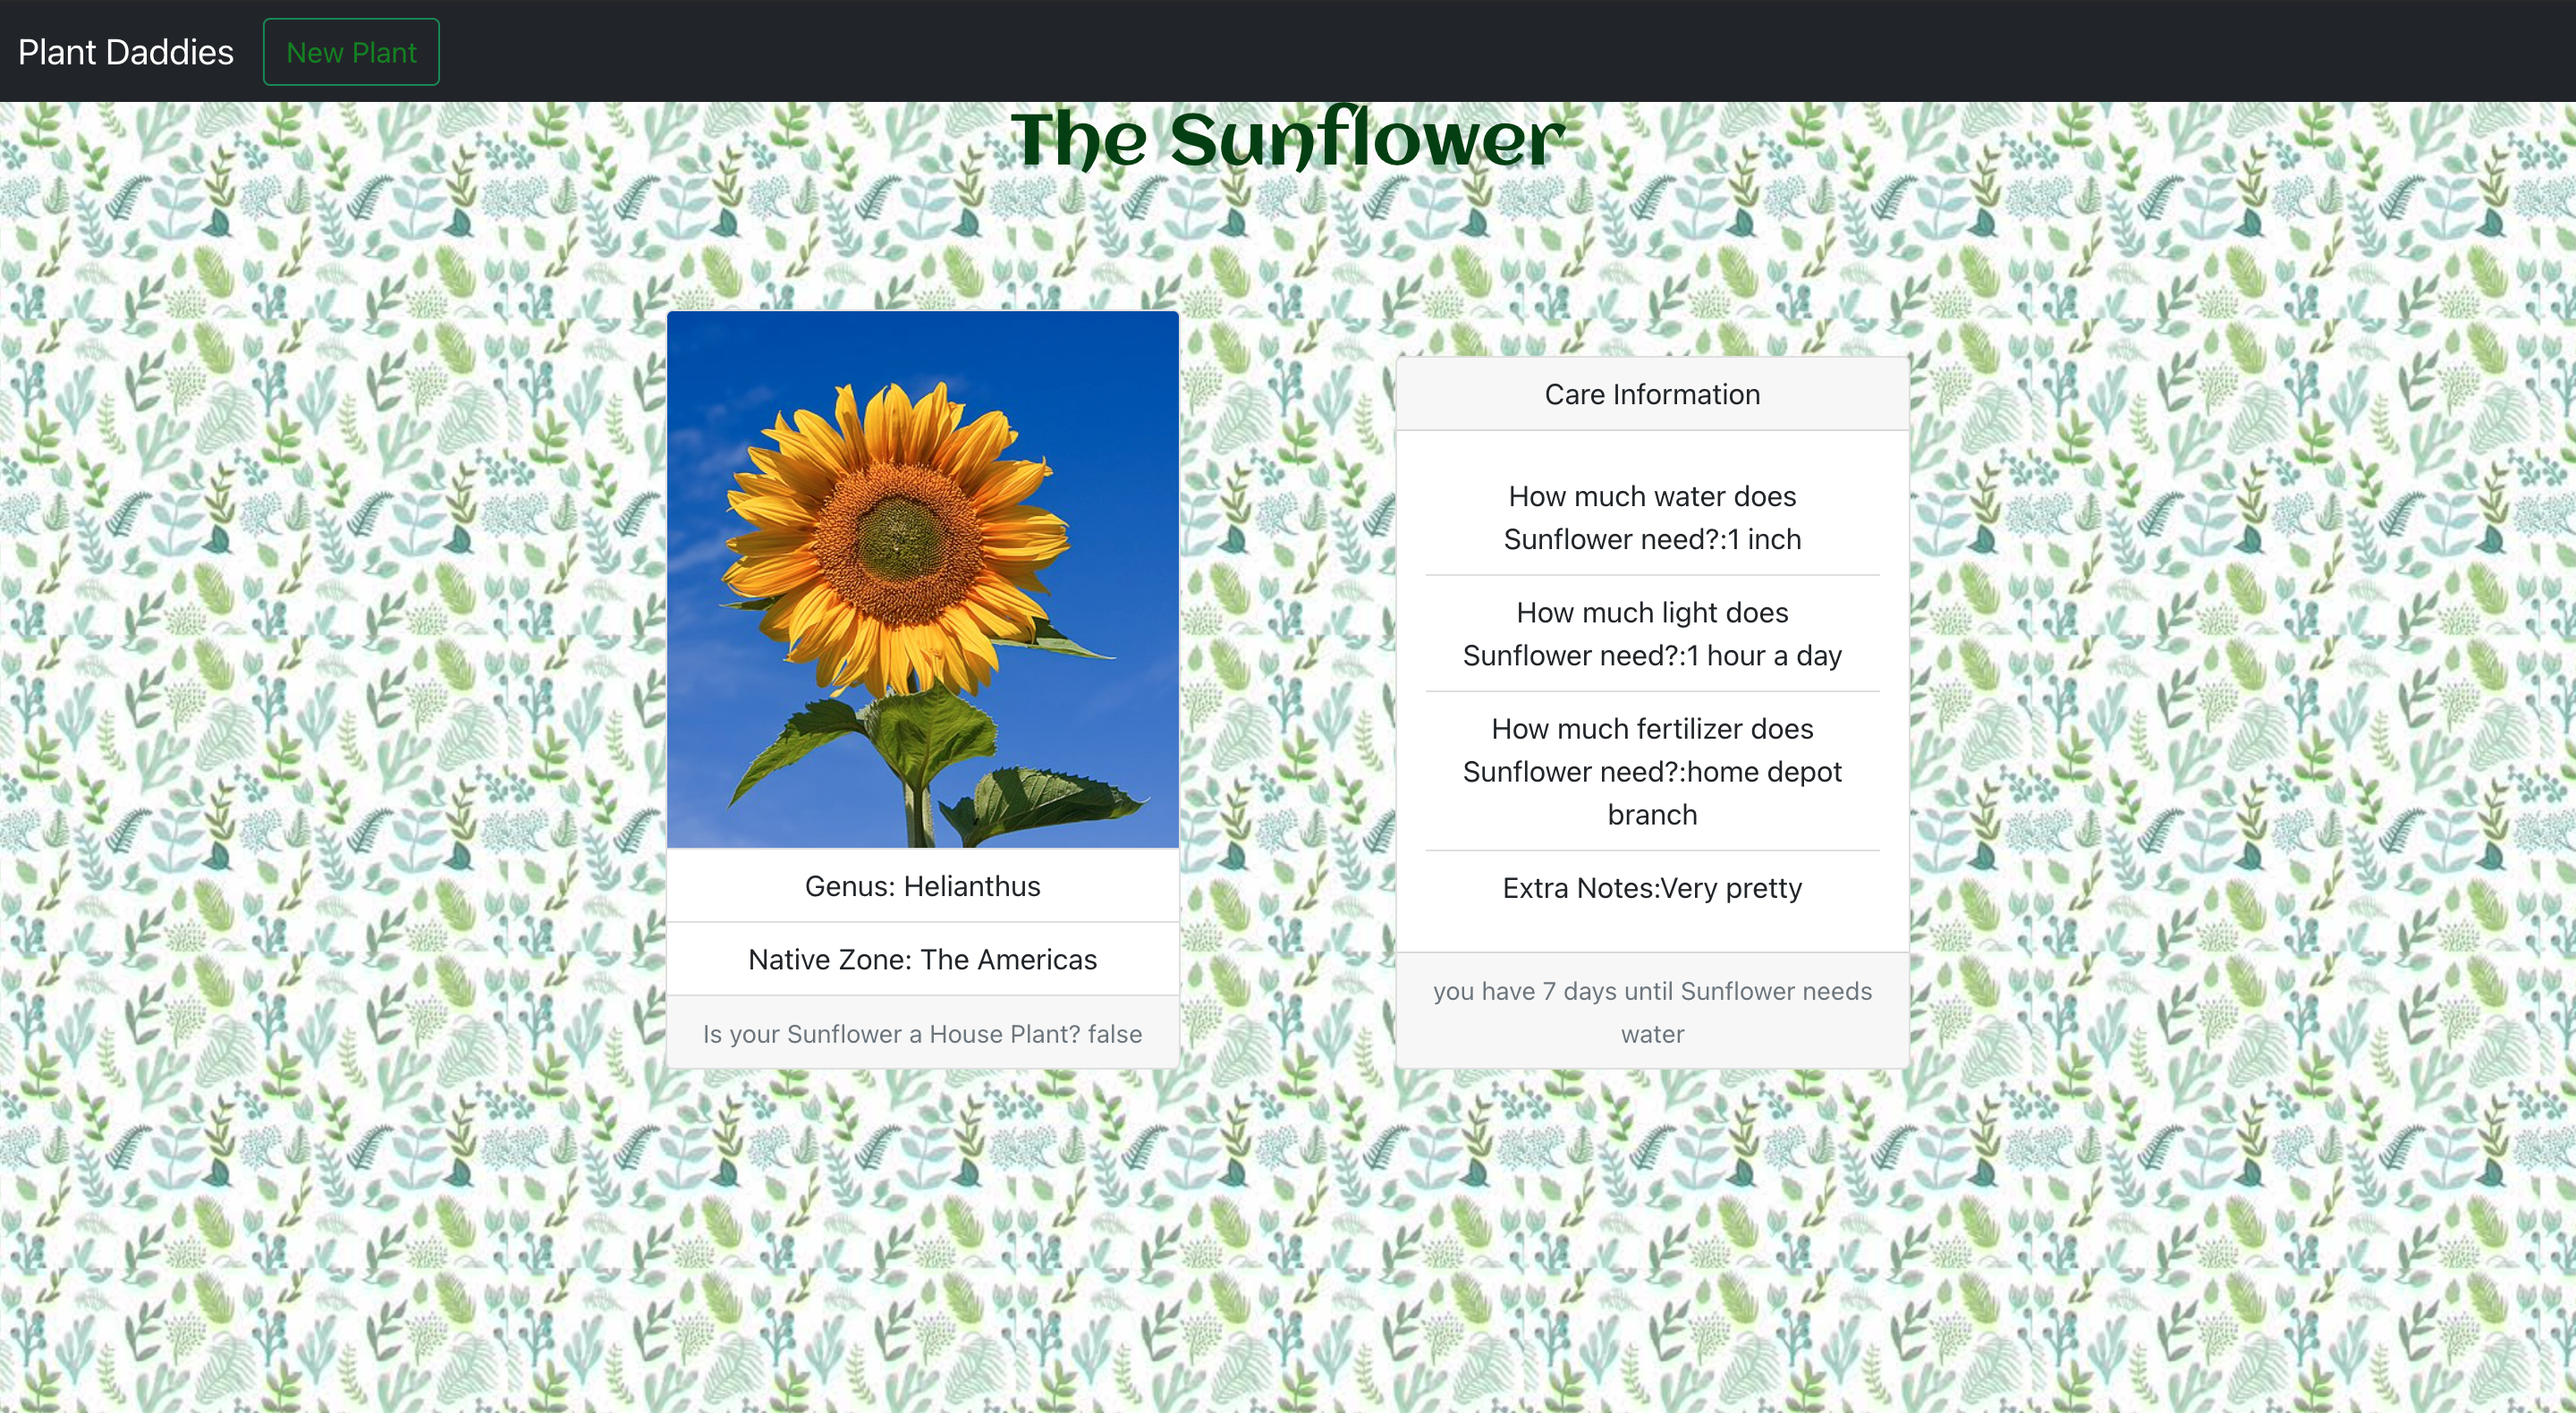 Plant Daddies
New Plant
The Sunflower
Genus: Helianthus
Native Zone: The Americas
Is your Sunflower a House Plant? false
Care Information
How much water does
Sunflower need?:1 inch
How much light does
Sunflower need?:1 hour a day
How much fertilizer does
Sunflower need?:home depot
branch
Extra Notes:Very pretty
you have 7 days until Sunflower needs
water